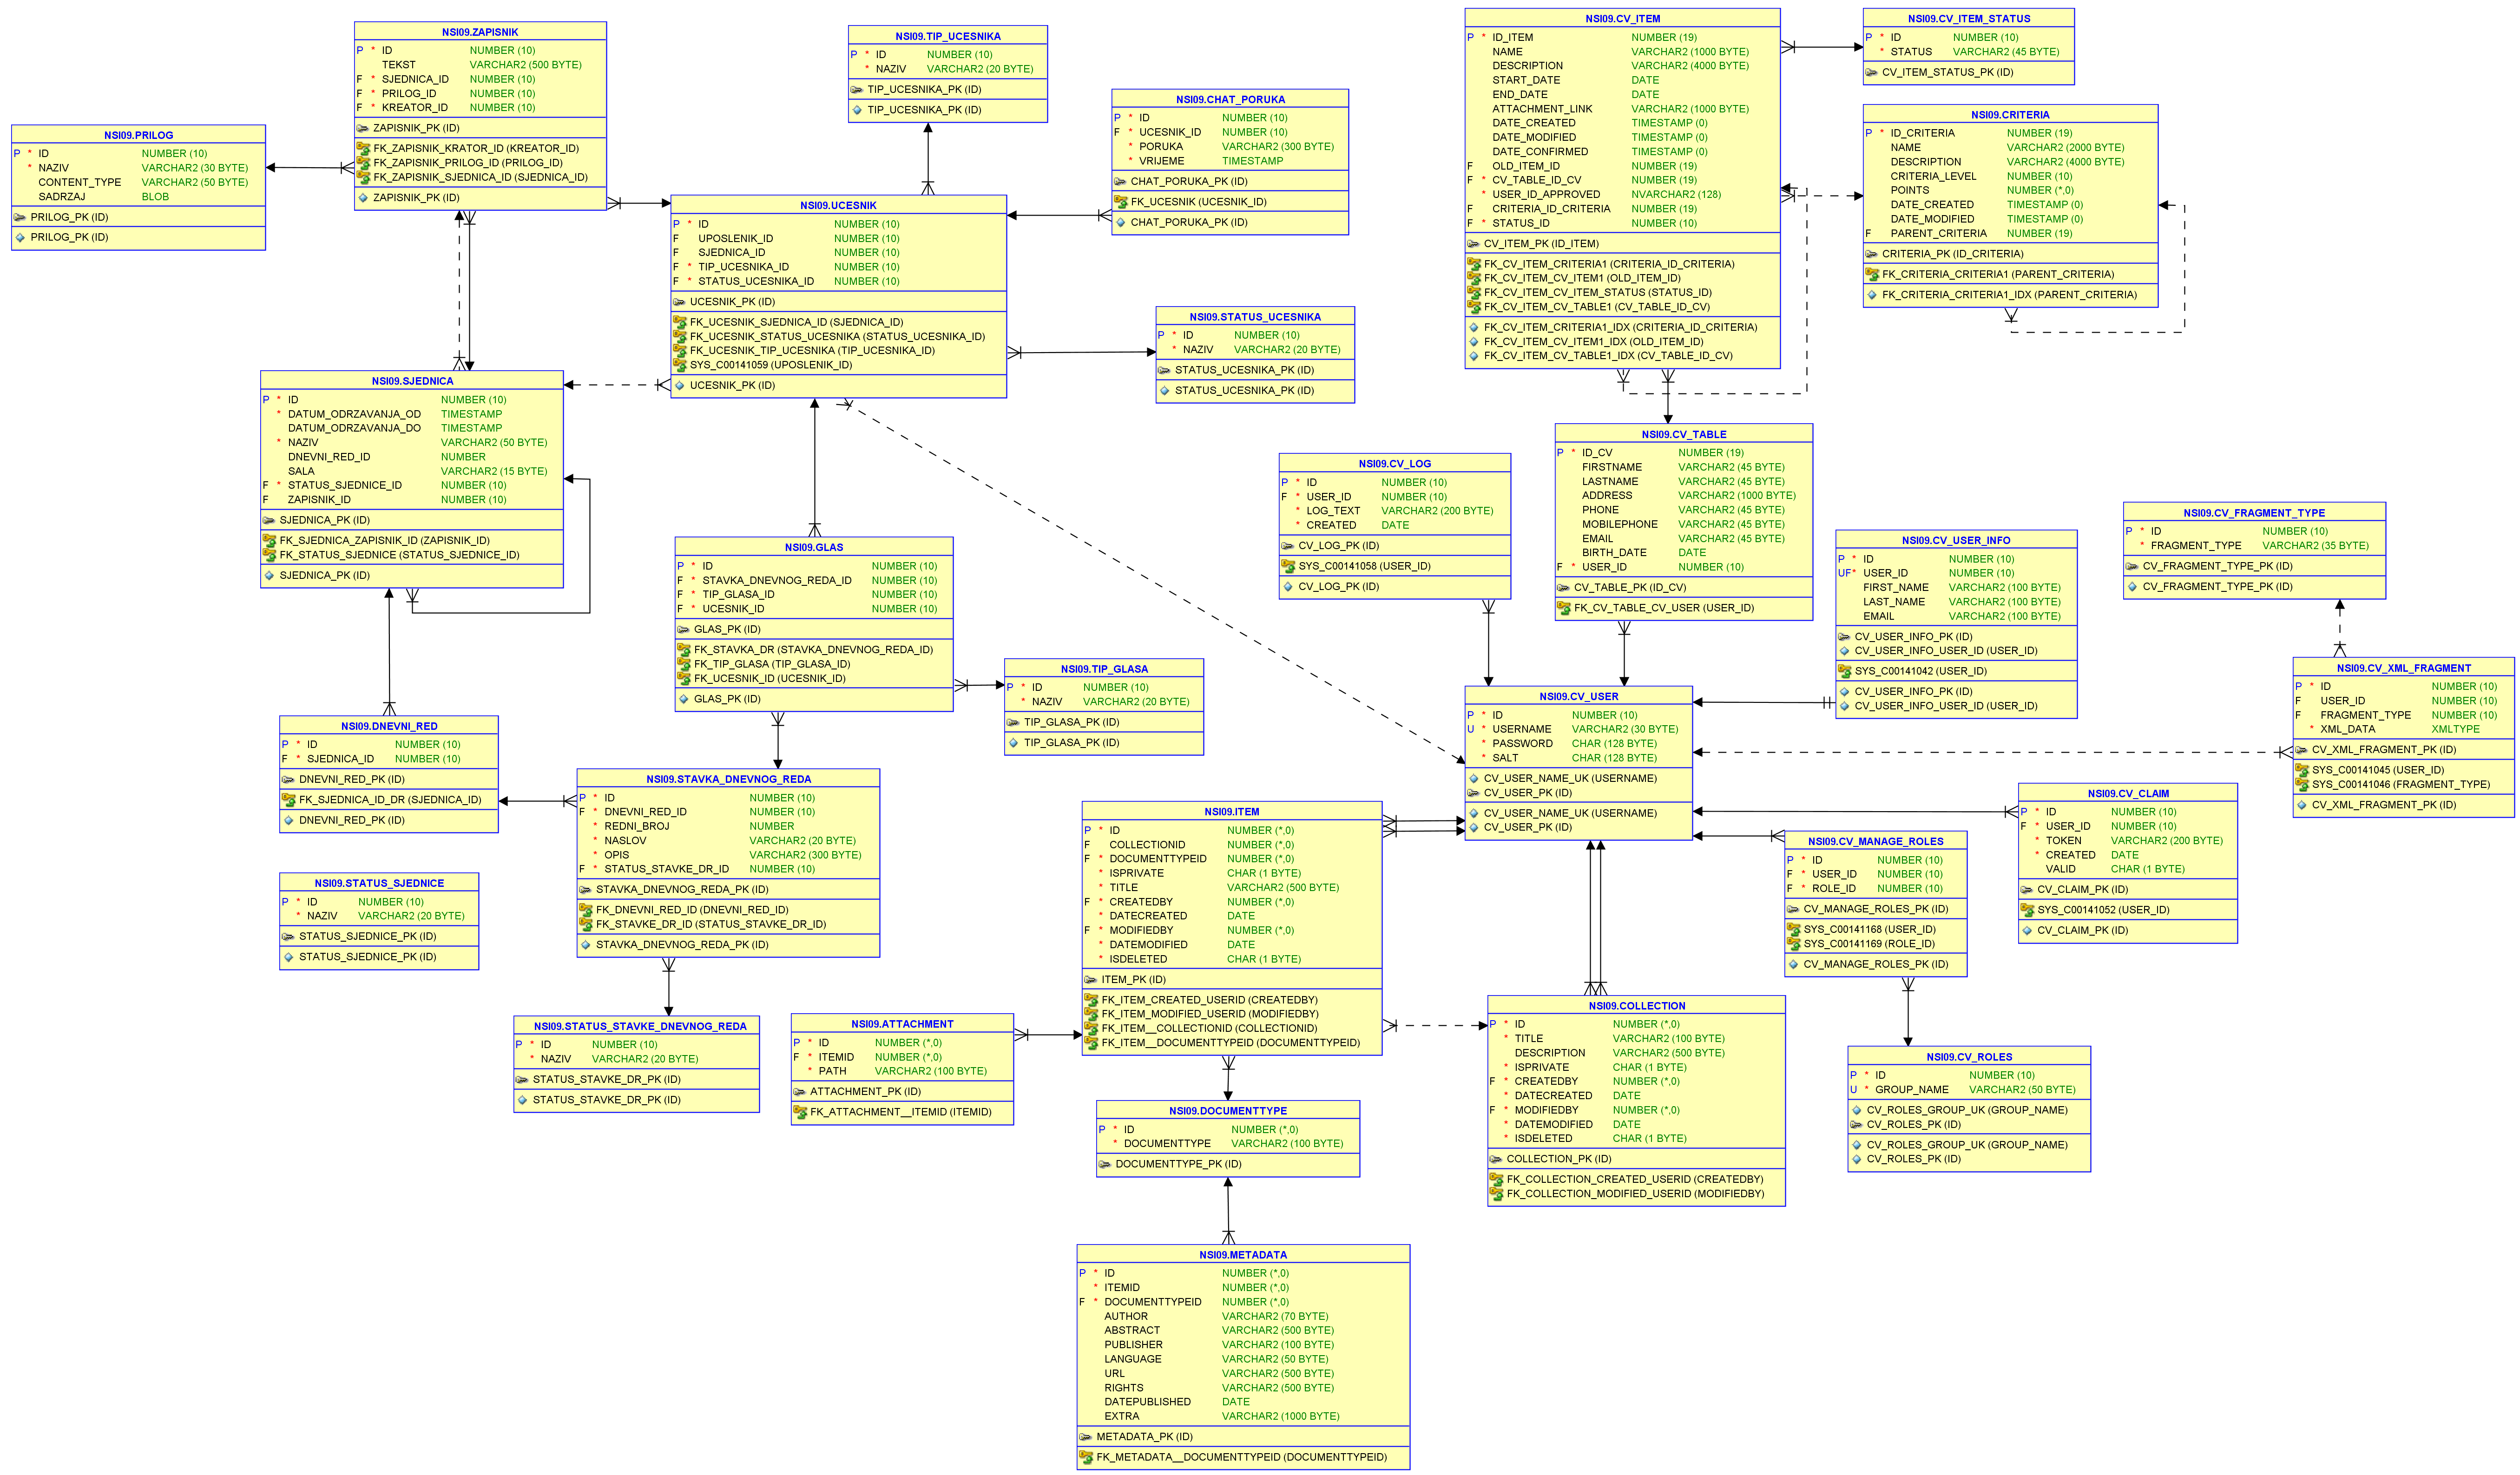 NSI09.ZAPISNIK
P * ID NUMBER (10)
TEKST VARCHAR2 (500 BYTE)
F * SJEDNICA_ID NUMBER (10)
F * PRILOG_ID NUMBER (10)
F * KREATOR_ID NUMBER (10)
ZAPISNIK_PK (ID)
FK_ZAPISNIK_KRATOR_ID (KREATOR_ID)
FK_ZAPISNIK_PRILOG_ID (PRILOG_ID)
FK_ZAPISNIK_SJEDNICA_ID (SJEDNICA_ID)
ZAPISNIK_PK (ID)
NSI09.PRILOG
P * ID NUMBER (10)
* NAZIV VARCHAR2 (30 BYTE)
CONTENT_TYPE VARCHAR2 (50 BYTE)
SADRZAJ BLOB
PRILOG_PK (ID)
PRILOG_PK (ID)
NSI09.TIP_UCESNIKA
P * ID NUMBER (10)
* NAZIV VARCHAR2 (20 BYTE)
TIP_UCESNIKA_PK (ID)
TIP_UCESNIKA_PK (ID)
NSI09.CHAT_PORUKA
P * ID NUMBER (10)
F * UCESNIK_ID NUMBER (10)
* PORUKA VARCHAR2 (300 BYTE)
* VRIJEME TIMESTAMP
CHAT_PORUKA_PK (ID)
FK_UCESNIK (UCESNIK_ID)
CHAT_PORUKA_PK (ID)
NSI09.UCESNIK
P * ID NUMBER (10)
F UPOSLENIK_ID NUMBER (10)
F SJEDNICA_ID NUMBER (10)
F * TIP_UCESNIKA_ID NUMBER (10)
F * STATUS_UCESNIKA_ID NUMBER (10)
UCESNIK_PK (ID)
FK_UCESNIK_SJEDNICA_ID (SJEDNICA_ID)
FK_UCESNIK_STATUS_UCESNIKA (STATUS_UCESNIKA_ID)
FK_UCESNIK_TIP_UCESNIKA (TIP_UCESNIKA_ID)
SYS_C00141059 (UPOSLENIK_ID)
UCESNIK_PK (ID)
NSI09.STATUS_UCESNIKA
P * ID NUMBER (10)
* NAZIV VARCHAR2 (20 BYTE)
STATUS_UCESNIKA_PK (ID)
STATUS_UCESNIKA_PK (ID)
NSI09.CV_ITEM
P * ID_ITEM NUMBER (19)
NAME VARCHAR2 (1000 BYTE)
DESCRIPTION VARCHAR2 (4000 BYTE)
START_DATE DATE
END_DATE DATE
ATTACHMENT_LINK VARCHAR2 (1000 BYTE)
DATE_CREATED TIMESTAMP (0)
DATE_MODIFIED TIMESTAMP (0)
DATE_CONFIRMED TIMESTAMP (0)
F OLD_ITEM_ID NUMBER (19)
F * CV_TABLE_ID_CV NUMBER (19)
* USER_ID_APPROVED NVARCHAR2 (128)
F CRITERIA_ID_CRITERIA NUMBER (19)
F * STATUS_ID NUMBER (10)
CV_ITEM_PK (ID_ITEM)
FK_CV_ITEM_CRITERIA1 (CRITERIA_ID_CRITERIA)
FK_CV_ITEM_CV_ITEM1 (OLD_ITEM_ID)
FK_CV_ITEM_CV_ITEM_STATUS (STATUS_ID)
FK_CV_ITEM_CV_TABLE1 (CV_TABLE_ID_CV)
FK_CV_ITEM_CRITERIA1_IDX (CRITERIA_ID_CRITERIA)
FK_CV_ITEM_CV_ITEM1_IDX (OLD_ITEM_ID)
FK_CV_ITEM_CV_TABLE1_IDX (CV_TABLE_ID_CV)
NSI09.CV_ITEM_STATUS
P * ID NUMBER (10)
* STATUS VARCHAR2 (45 BYTE)
CV_ITEM_STATUS_PK (ID)
NSI09.CRITERIA
P * ID_CRITERIA NUMBER (19)
NAME VARCHAR2 (2000 BYTE)
DESCRIPTION VARCHAR2 (4000 BYTE)
CRITERIA_LEVEL NUMBER (10)
POINTS NUMBER (*,0)
DATE_CREATED TIMESTAMP (0)
DATE_MODIFIED TIMESTAMP (0)
F PARENT_CRITERIA NUMBER (19)
CRITERIA_PK (ID_CRITERIA)
FK_CRITERIA_CRITERIA1 (PARENT_CRITERIA)
FK_CRITERIA_CRITERIA1_IDX (PARENT_CRITERIA)
NSI09.SJEDNICA
P * ID NUMBER (10)
* DATUM_ODRZAVANJA_OD TIMESTAMP
DATUM_ODRZAVANJA_DO TIMESTAMP
* NAZIV VARCHAR2 (50 BYTE)
DNEVNI_RED_ID NUMBER
SALA VARCHAR2 (15 BYTE)
F * STATUS_SJEDNICE_ID NUMBER (10)
F ZAPISNIK_ID NUMBER (10)
SJEDNICA_PK (ID)
FK_SJEDNICA_ZAPISNIK_ID (ZAPISNIK_ID)
FK_STATUS_SJEDNICE (STATUS_SJEDNICE_ID)
SJEDNICA_PK (ID)
NSI09.GLAS
P * ID NUMBER (10)
F * STAVKA_DNEVNOG_REDA_ID NUMBER (10)
F * TIP_GLASA_ID NUMBER (10)
F * UCESNIK_ID NUMBER (10)
GLAS_PK (ID)
FK_STAVKA_DR (STAVKA_DNEVNOG_REDA_ID)
FK_TIP_GLASA (TIP_GLASA_ID)
FK_UCESNIK_ID (UCESNIK_ID)
GLAS_PK (ID)
NSI09.TIP_GLASA
P * ID NUMBER (10)
* NAZIV VARCHAR2 (20 BYTE)
TIP_GLASA_PK (ID)
TIP_GLASA_PK (ID)
NSI09.CV_LOG
P * ID NUMBER (10)
F * USER_ID NUMBER (10)
* LOG_TEXT VARCHAR2 (200 BYTE)
* CREATED DATE
CV_LOG_PK (ID)
SYS_C00141058 (USER_ID)
CV_LOG_PK (ID)
NSI09.CV_TABLE
P * ID_CV NUMBER (19)
FIRSTNAME VARCHAR2 (45 BYTE)
LASTNAME VARCHAR2 (45 BYTE)
ADDRESS VARCHAR2 (1000 BYTE)
PHONE VARCHAR2 (45 BYTE)
MOBILEPHONE VARCHAR2 (45 BYTE)
EMAIL VARCHAR2 (45 BYTE)
BIRTH_DATE DATE
F * USER_ID NUMBER (10)
CV_TABLE_PK (ID_CV)
FK_CV_TABLE_CV_USER (USER_ID)
NSI09.CV_USER_INFO
P * ID NUMBER (10)
UF* USER_ID NUMBER (10)
FIRST_NAME VARCHAR2 (100 BYTE)
LAST_NAME VARCHAR2 (100 BYTE)
EMAIL VARCHAR2 (100 BYTE)
CV_USER_INFO_PK (ID)
CV_USER_INFO_USER_ID (USER_ID)
SYS_C00141042 (USER_ID)
CV_USER_INFO_PK (ID)
CV_USER_INFO_USER_ID (USER_ID)
NSI09.CV_FRAGMENT_TYPE
P * ID NUMBER (10)
* FRAGMENT_TYPE VARCHAR2 (35 BYTE)
CV_FRAGMENT_TYPE_PK (ID)
CV_FRAGMENT_TYPE_PK (ID)
NSI09.CV_XML_FRAGMENT
P * ID NUMBER (10)
F USER_ID NUMBER (10)
F FRAGMENT_TYPE NUMBER (10)
* XML_DATA XMLTYPE
CV_XML_FRAGMENT_PK (ID)
SYS_C00141045 (USER_ID)
SYS_C00141046 (FRAGMENT_TYPE)
CV_XML_FRAGMENT_PK (ID)
NSI09.CV_USER
P * ID NUMBER (10)
U * USERNAME VARCHAR2 (30 BYTE)
* PASSWORD CHAR (128 BYTE)
* SALT CHAR (128 BYTE)
CV_USER_NAME_UK (USERNAME)
CV_USER_PK (ID)
CV_USER_NAME_UK (USERNAME)
CV_USER_PK (ID)
NSI09.DNEVNI_RED
P * ID NUMBER (10)
F * SJEDNICA_ID NUMBER (10)
DNEVNI_RED_PK (ID)
FK_SJEDNICA_ID_DR (SJEDNICA_ID)
DNEVNI_RED_PK (ID)
NSI09.STAVKA_DNEVNOG_REDA
P * ID NUMBER (10)
F * DNEVNI_RED_ID NUMBER (10)
* REDNI_BROJ NUMBER
* NASLOV VARCHAR2 (20 BYTE)
* OPIS VARCHAR2 (300 BYTE)
F * STATUS_STAVKE_DR_ID NUMBER (10)
STAVKA_DNEVNOG_REDA_PK (ID)
FK_DNEVNI_RED_ID (DNEVNI_RED_ID)
FK_STAVKE_DR_ID (STATUS_STAVKE_DR_ID)
STAVKA_DNEVNOG_REDA_PK (ID)
NSI09.STATUS_SJEDNICE
P * ID NUMBER (10)
* NAZIV VARCHAR2 (20 BYTE)
STATUS_SJEDNICE_PK (ID)
STATUS_SJEDNICE_PK (ID)
NSI09.STATUS_STAVKE_DNEVNOG_REDA
P * ID NUMBER (10)
* NAZIV VARCHAR2 (20 BYTE)
STATUS_STAVKE_DR_PK (ID)
STATUS_STAVKE_DR_PK (ID)
NSI09.ITEM
P * ID NUMBER (*,0)
F COLLECTIONID NUMBER (*,0)
F * DOCUMENTTYPEID NUMBER (*,0)
* ISPRIVATE CHAR (1 BYTE)
* TITLE VARCHAR2 (500 BYTE)
F * CREATEDBY NUMBER (*,0)
* DATECREATED DATE
F * MODIFIEDBY NUMBER (*,0)
* DATEMODIFIED DATE
* ISDELETED CHAR (1 BYTE)
ITEM_PK (ID)
FK_ITEM_CREATED_USERID (CREATEDBY)
FK_ITEM_MODIFIED_USERID (MODIFIEDBY)
FK_ITEM__COLLECTIONID (COLLECTIONID)
FK_ITEM__DOCUMENTTYPEID (DOCUMENTTYPEID)
NSI09.ATTACHMENT
P * ID NUMBER (*,0)
F * ITEMID NUMBER (*,0)
* PATH VARCHAR2 (100 BYTE)
ATTACHMENT_PK (ID)
FK_ATTACHMENT__ITEMID (ITEMID)
NSI09.CV_CLAIM
P * ID NUMBER (10)
F * USER_ID NUMBER (10)
* TOKEN VARCHAR2 (200 BYTE)
* CREATED DATE
VALID CHAR (1 BYTE)
CV_CLAIM_PK (ID)
SYS_C00141052 (USER_ID)
CV_CLAIM_PK (ID)
NSI09.CV_MANAGE_ROLES
P * ID NUMBER (10)
F * USER_ID NUMBER (10)
F * ROLE_ID NUMBER (10)
CV_MANAGE_ROLES_PK (ID)
SYS_C00141168 (USER_ID)
SYS_C00141169 (ROLE_ID)
CV_MANAGE_ROLES_PK (ID)
NSI09.COLLECTION
P * ID NUMBER (*,0)
* TITLE VARCHAR2 (100 BYTE)
DESCRIPTION VARCHAR2 (500 BYTE)
* ISPRIVATE CHAR (1 BYTE)
F * CREATEDBY NUMBER (*,0)
* DATECREATED DATE
F * MODIFIEDBY NUMBER (*,0)
* DATEMODIFIED DATE
* ISDELETED CHAR (1 BYTE)
COLLECTION_PK (ID)
FK_COLLECTION_CREATED_USERID (CREATEDBY)
FK_COLLECTION_MODIFIED_USERID (MODIFIEDBY)
NSI09.CV_ROLES
P * ID NUMBER (10)
U * GROUP_NAME VARCHAR2 (50 BYTE)
CV_ROLES_GROUP_UK (GROUP_NAME)
CV_ROLES_PK (ID)
CV_ROLES_GROUP_UK (GROUP_NAME)
CV_ROLES_PK (ID)
NSI09.DOCUMENTTYPE
P * ID NUMBER (*,0)
* DOCUMENTTYPE VARCHAR2 (100 BYTE)
DOCUMENTTYPE_PK (ID)
NSI09.METADATA
P * ID NUMBER (*,0)
* ITEMID NUMBER (*,0)
F * DOCUMENTTYPEID NUMBER (*,0)
AUTHOR VARCHAR2 (70 BYTE)
ABSTRACT VARCHAR2 (500 BYTE)
PUBLISHER VARCHAR2 (100 BYTE)
LANGUAGE VARCHAR2 (50 BYTE)
URL VARCHAR2 (500 BYTE)
RIGHTS VARCHAR2 (500 BYTE)
DATEPUBLISHED DATE
EXTRA VARCHAR2 (1000 BYTE)
METADATA_PK (ID)
FK_METADATA__DOCUMENTTYPEID (DOCUMENTTYPEID)